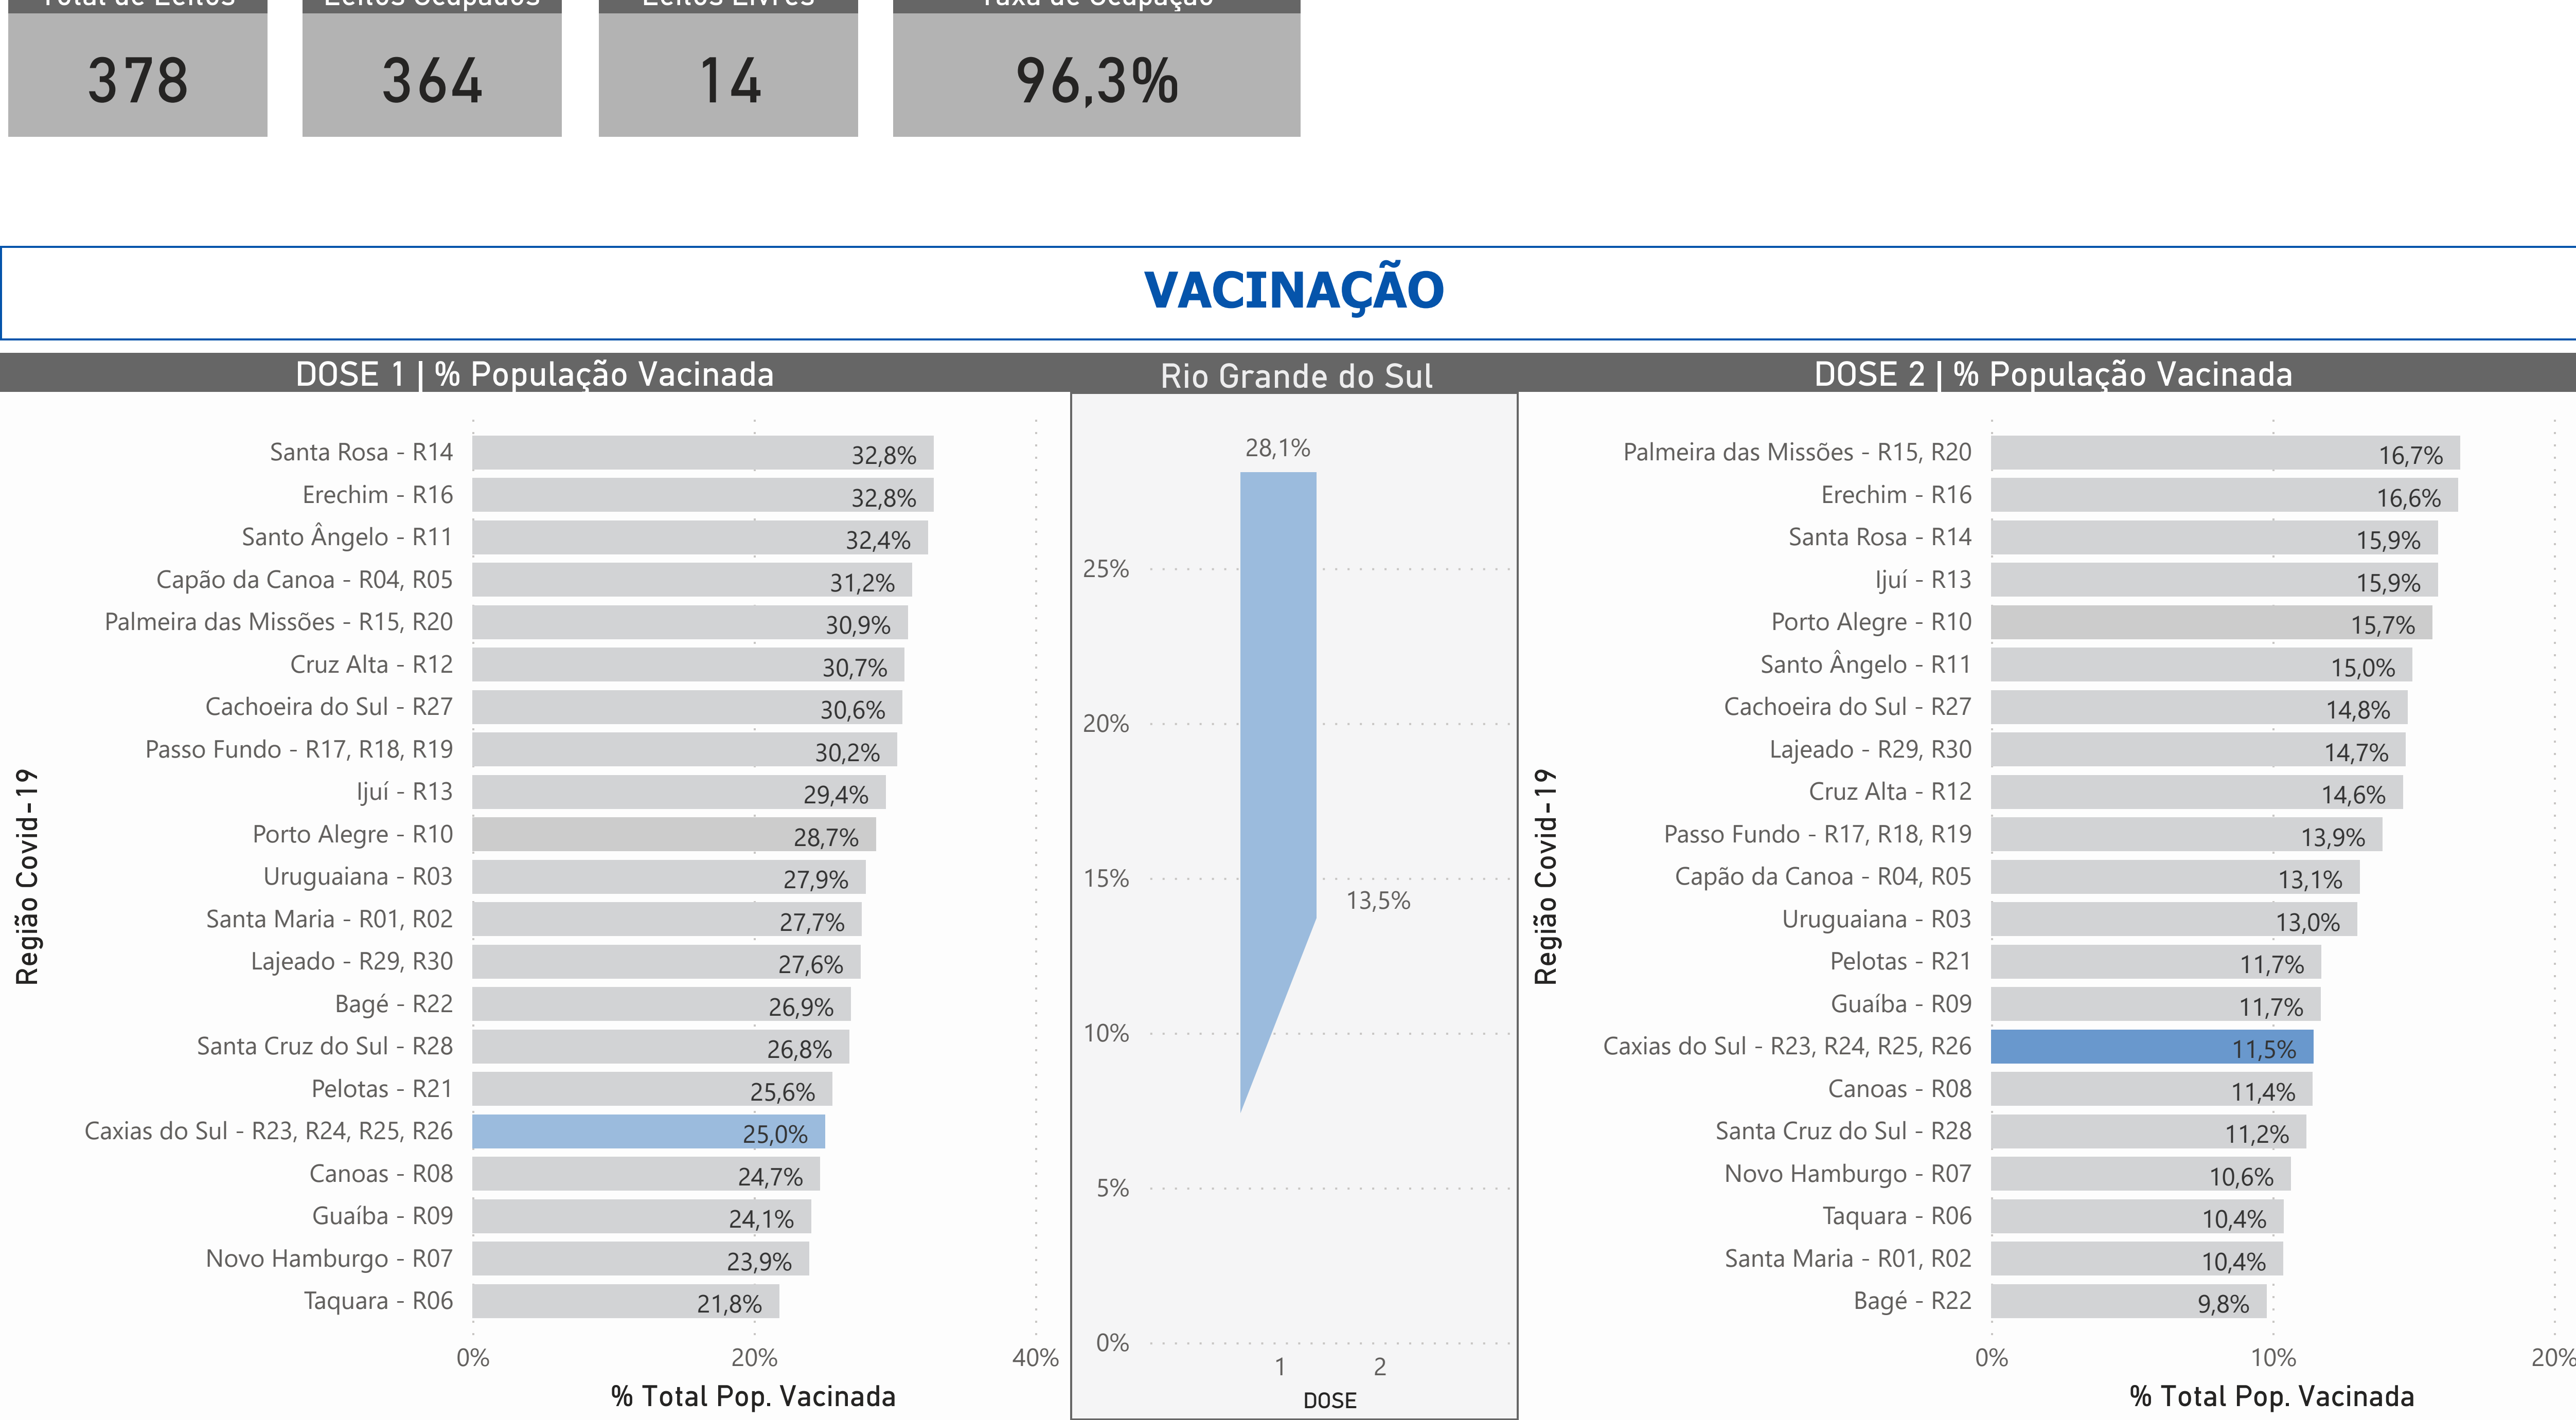 Total de Leitos
Leitos Ocupados
Leitos Livres
Taxa de Ocupação
378
364
14
96,3%
VACINAÇÃO
DOSE 1 | % População Vacinada
Região Covid-19
Santa Rosa - R14 32,8%
Erechim - R16 32,8%
Santo Ângelo - R11 32,4%
Capão da Canoa - R04, R05 31,2%
Palmeira das Missões - R15, R20 30,9%
Cruz Alta - R12 30,7%
Cachoeira do Sul - R27 30,6%
Passo Fundo - R17, R18, R19 30,2%
Ijuí - R13 29,4%
Porto Alegre - R10 28,7%
Uruguaiana - R03 27,9%
Santa Maria - R01, R02 27,7%
Lajeado - R29, R30 27,6%
Bagé - R22 26,9%
Santa Cruz do Sul - R28 26,8%
Pelotas - R21 25,6%
Caxias do Sul - R23, R24, R25, R26 25,0%
Canoas - R08 24,7%
Guaíba - R09 24,1%
Novo Hamburgo - R07 23,9%
Taquara - R06 21,8%
0% 20% 40%
% Total Pop. Vacinada
Rio Grande do Sul
28,1%
25%
20%
15%
13,5%
10%
5%
0%
1 2
DOSE
DOSE 2 | % População Vacinada
Região Covid-19
Palmeira das Missões - R15, R20 16,7%
Erechim - R16 16,6%
Santa Rosa - R14 15,9%
Ijuí - R13 15,9%
Porto Alegre - R10 15,7%
Santo Ângelo - R11 15,0%
Cachoeira do Sul - R27 14,8%
Lajeado - R29, R30 14,7%
Cruz Alta - R12 14,6%
Passo Fundo - R17, R18, R19 13,9%
Capão da Canoa - R04, R05 13,1%
Uruguaiana - R03 13,0%
Pelotas - R21 11,7%
Guaíba - R09 11,7%
Caxias do Sul - R23, R24, R25, R26 11,5%
Canoas - R08 11,4%
Santa Cruz do Sul - R28 11,2%
Novo Hamburgo - R07 10,6%
Taquara - R06 10,4%
Santa Maria - R01, R02 10,4%
Bagé - R22 9,8%
0% 10% 20%
% Total Pop. Vacinada